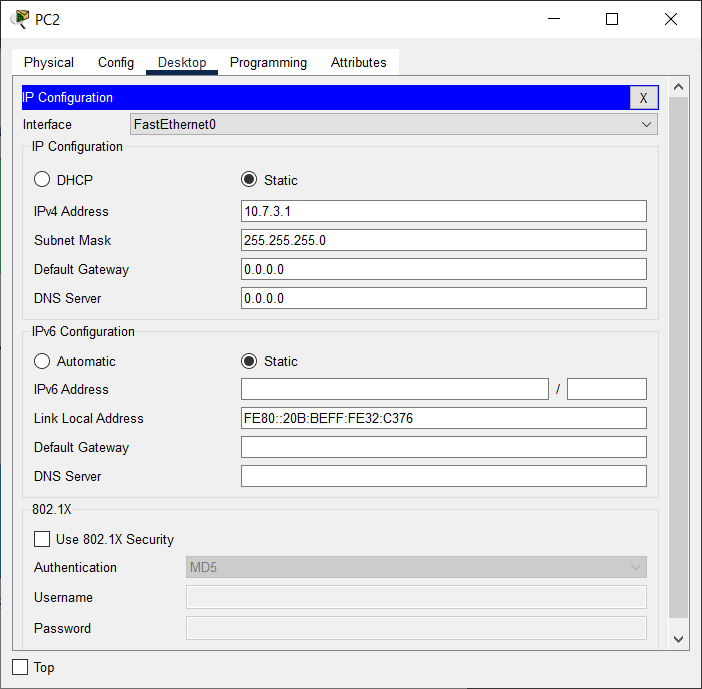 PC2
Physical Config Desktop Programming Attributes
IP Configuration X
Interface FastEthernet0
IP Configuration
DHCP Static
IPv4 Address 10.7.3.1
Subnet Mask 255.255.255.0
Default Gateway 0.0.0.0
DNS Server 0.0.0.0
IPv6 Configuration
Automatic Static
IPv6 Address /
Link Local Address FE80::20B:BEFF:FE32:C376
Default Gateway
DNS Server
802.1X
Use 802.1X Security
Authentication MD5
Username
Password
Top